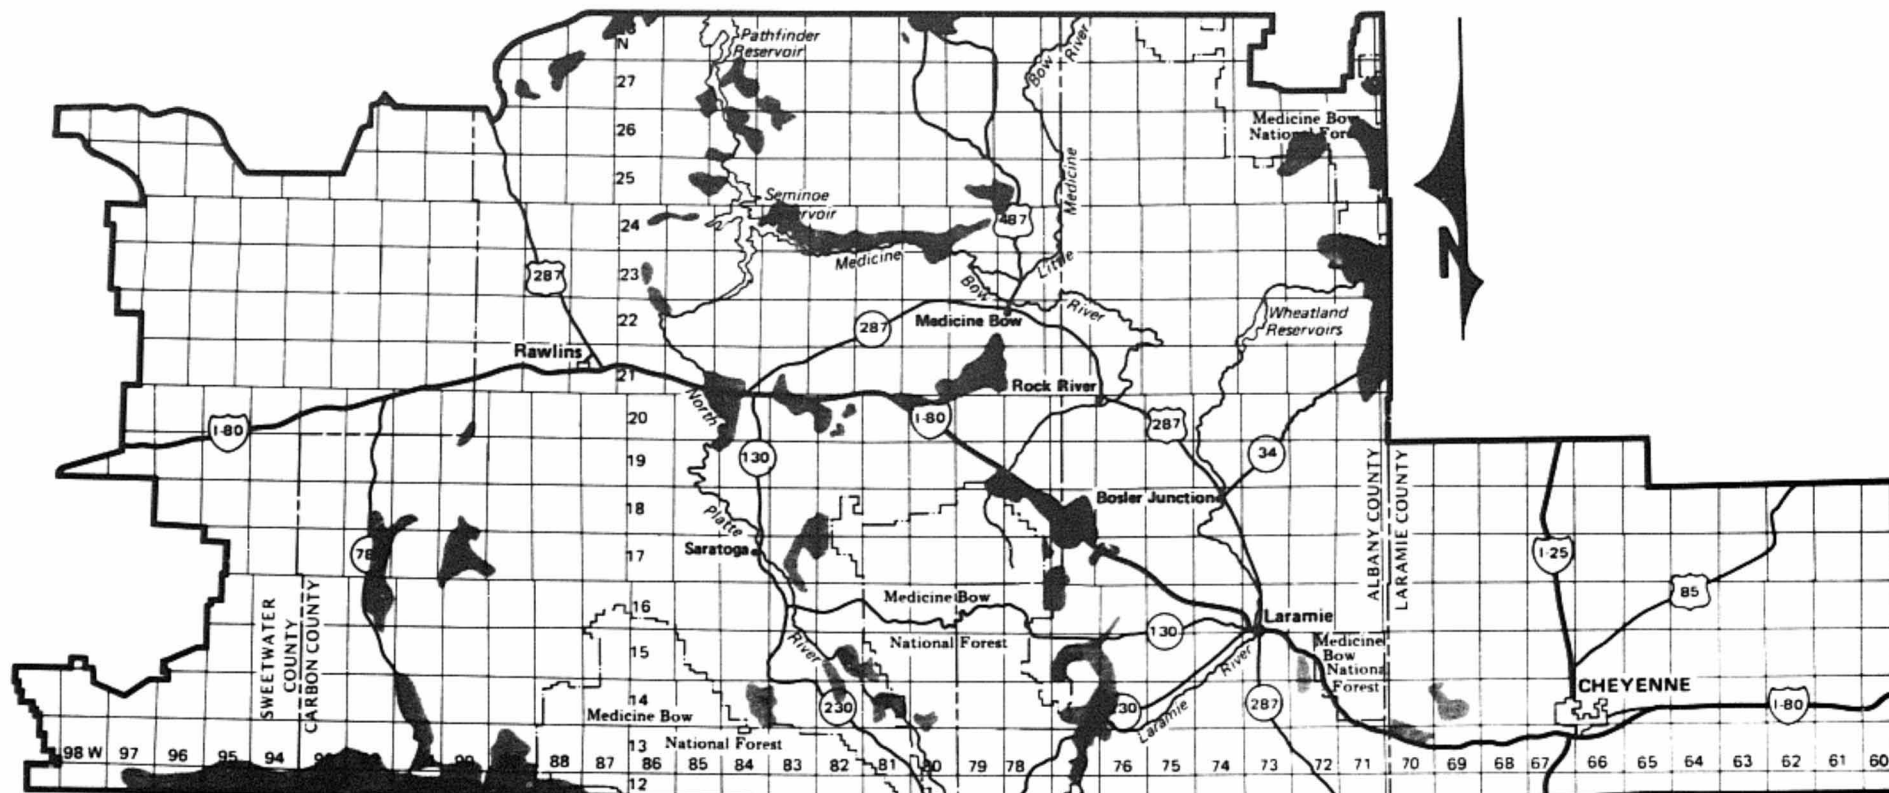 N
Pathfinder
Reservoir
27
26
25
24
23
22
21
20
19
18
17
16
15
14
13
12
Bow
River
Medicine Bow
Medicine
Seminoe
487
Medicine
Little
Bow
River
287
287
Medicine Bow
Wheatland
Reservoirs
Rawlins
Rock River
North
I-80
I-80
130
287
34
Bosler Junction
ALBANY COUNTY
LARAMIE COUNTY
N
Platte
Saratoga
78
I-25
85
SWEETWATER
COUNTY
CARBON COUNTY
Medicine Bow
National Forest
130
Laramie
Medicine
Bow
Forest
River
River
230
Laramie
287
CHEYENNE
I-80
Medicine Bow
National Forest
98 W 97 96 95 94 88 87 86 85 84 83 82 81 80 79 78 76 75 74 73 72 71 70 69 68 67 66 65 64 63 62 61 60